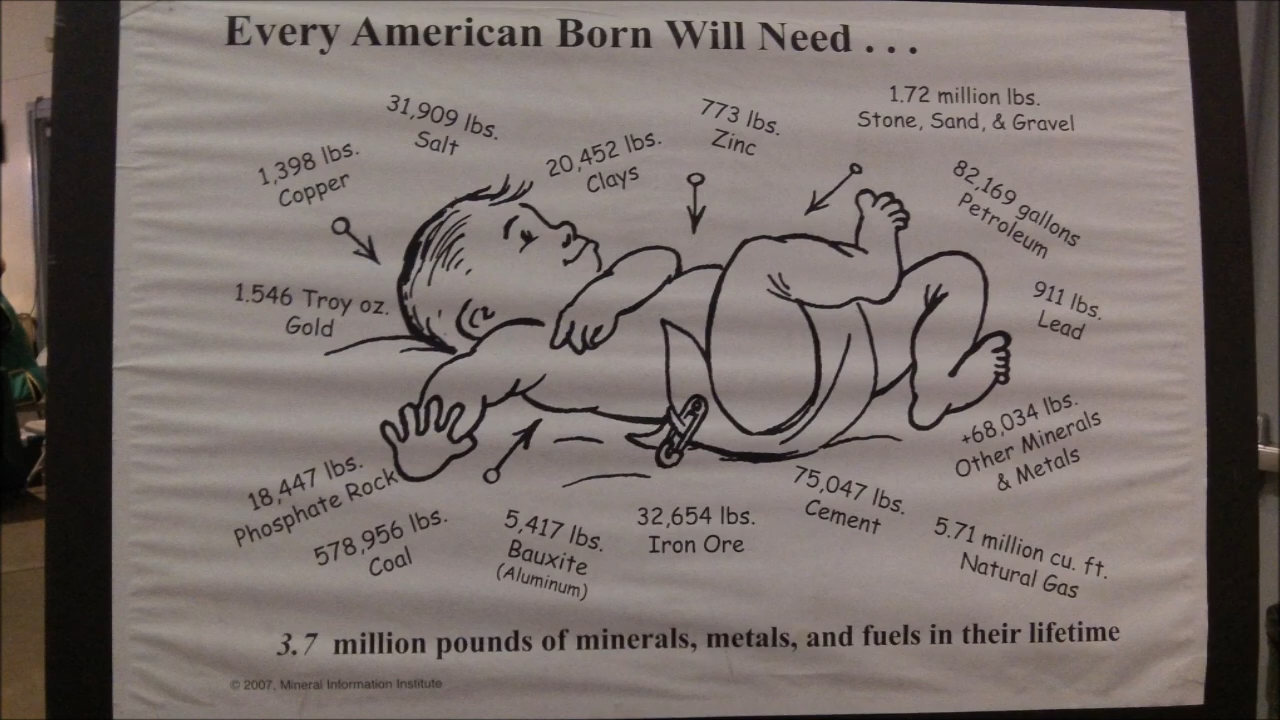 Every American Born Will Need . . .
31,909 lbs.
Salt
773 lbs.
Zinc
1.72 million lbs.
Stone, Sand, & Gravel
1,398 lbs.
Copper
20,452 lbs.
Clays
82,169 gallons
Petroleum
1.546 Troy oz.
Gold
911 lbs.
Lead
+68,034 lbs.
Other Minerals
& Metals
18,447 lbs.
Phosphate Rock
578,956 lbs.
Coal
5,417 lbs.
Bauxite
(Aluminum)
32,654 lbs.
Iron Ore
75,047 lbs.
Cement
5.71 million cu. ft.
Natural Gas
3.7 million pounds of minerals, metals, and fuels in their lifetime
© 2007, Mineral Information Institute